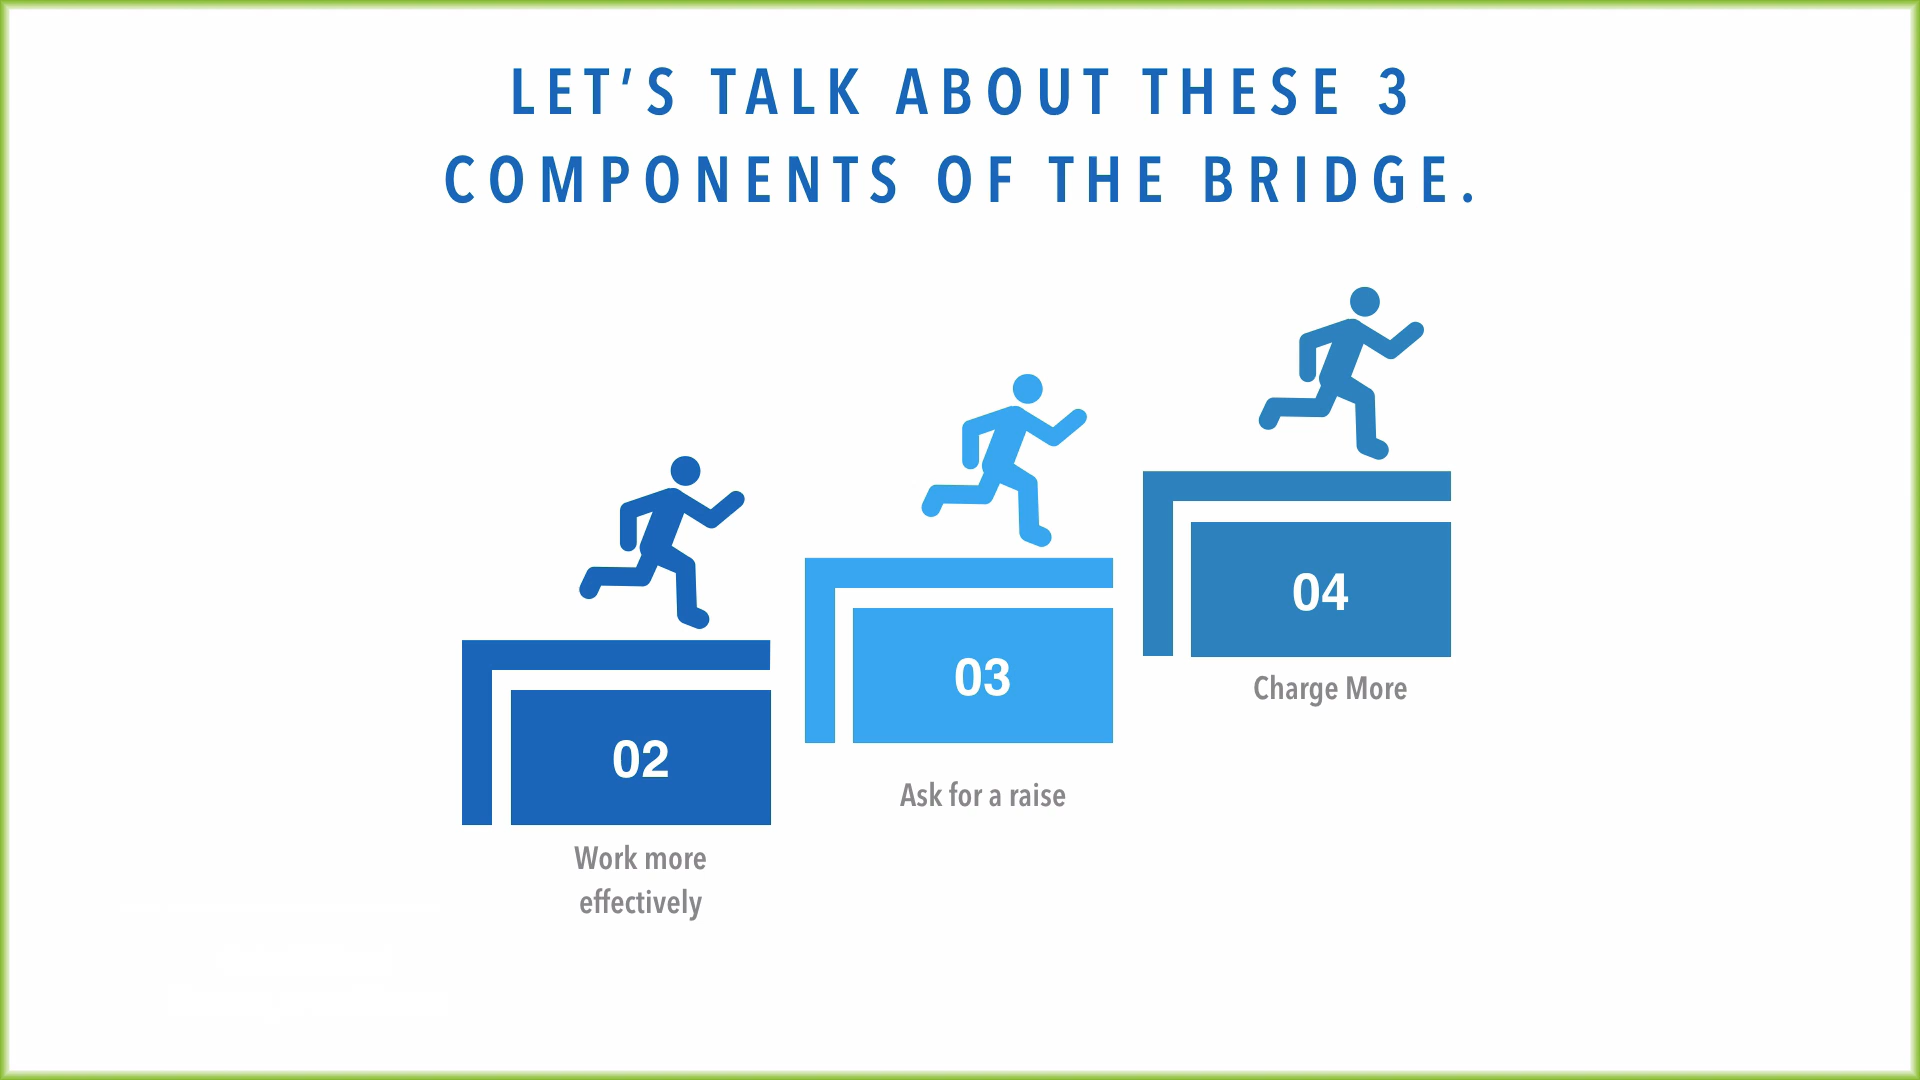 LET’S TALK ABOUT THESE 3
COMPONENTS OF THE BRIDGE.
02
Work more
effectively
03
Ask for a raise
04
Charge More